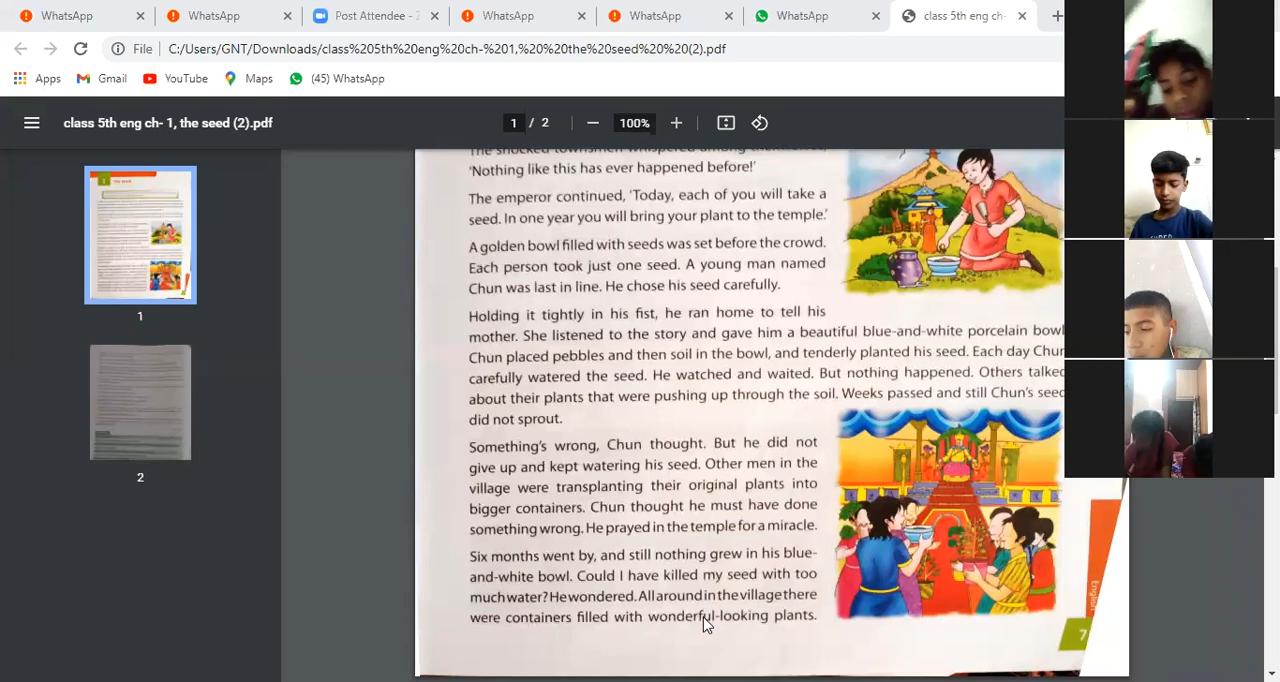 WhatsApp
WhatsApp
Post Attendee - Z
WhatsApp
WhatsApp
WhatsApp
class 5th eng ch-
File
C:/Users/GNT/Downloads/class%205th%20eng%20ch-%201,%20%20the%20seed%20%20(2).pdf
Apps
Gmail
YouTube
Maps
(45) WhatsApp
class 5th eng ch- 1, the seed (2).pdf
1 / 2
100%
1
2
The shocked townsmen whispered among themselves,
'Nothing like this has ever happened before!'
The emperor continued, 'Today, each of you will take a
seed. In one year you will bring your plant to the temple.'
A golden bowl filled with seeds was set before the crowd.
Each person took just one seed. A young man named
Chun was last in line. He chose his seed carefully.
Holding it tightly in his fist, he ran home to tell his
mother. She listened to the story and gave him a beautiful blue-and-white porcelain bowl
Chun placed pebbles and then soil in the bowl, and tenderly planted his seed. Each day Chun
carefully watered the seed. He watched and waited. But nothing happened. Others talked
about their plants that were pushing up through the soil. Weeks passed and still Chun's seed
did not sprout.
Something's wrong, Chun thought. But he did not
give up and kept watering his seed. Other men in the
village were transplanting their original plants into
bigger containers. Chun thought he must have done
something wrong. He prayed in the temple for a miracle.
Six months went by, and still nothing grew in his blue-
and-white bowl. Could I have killed my seed with too
much water? He wondered. All around in the village there
were containers filled with wonderful-looking plants.
English
7